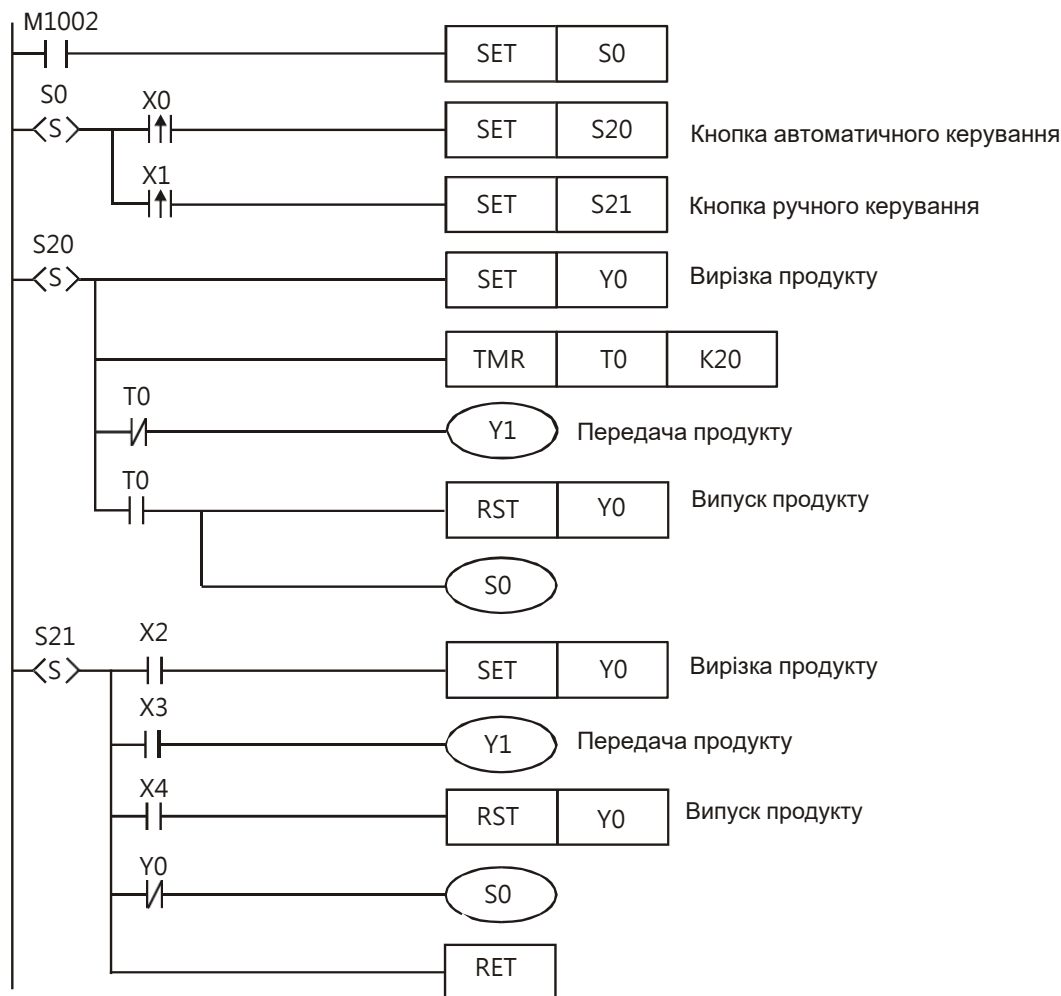 M1002
SET S0
S0
X0
SET S20 Кнопка автоматичного керування
X1
SET S21 Кнопка ручного керування
S20
SET Y0 Вирізка продукту
TMR T0 K20
T0
Y1 Передача продукту
T0
RST Y0 Випуск продукту
S0
S21
X2
SET Y0 Вирізка продукту
X3
Y1 Передача продукту
X4
RST Y0 Випуск продукту
Y0
S0
RET
S
S
S